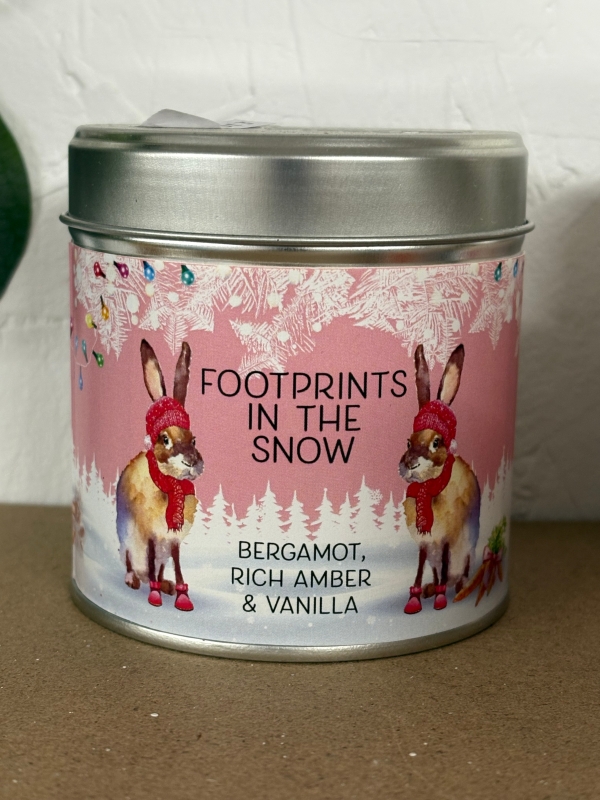 FOOTPRINTS
IN THE
SNOW
BERGAMOT,
RICH AMBER
& VANILLA